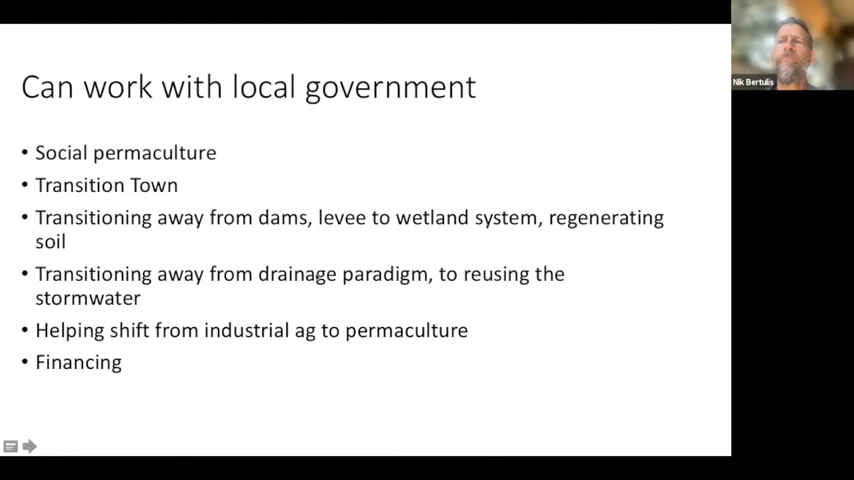 Can work with local government
• Social permaculture
• Transition Town
• Transitioning away from dams, levee to wetland system, regenerating
soil
• Transitioning away from drainage paradigm, to reusing the
stormwater
• Helping shift from industrial ag to permaculture
• Financing
Nik Bertulis